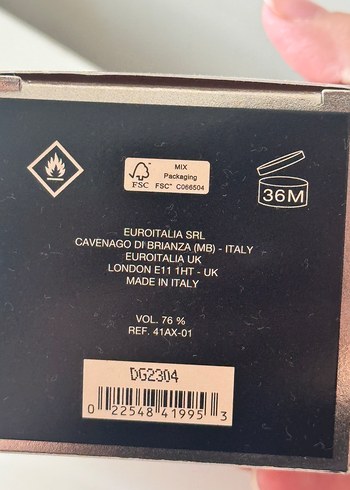 MIX
Packaging
FSC
FSC® C066504
36M
EUROITALIA SRL
CAVENAGO DI BRIANZA (MB) - ITALY
EUROITALIA UK
LONDON E11 1HT - UK
MADE IN ITALY
VOL. 76 %
REF. 41AX-01
DG2304
0 22548 41995 3